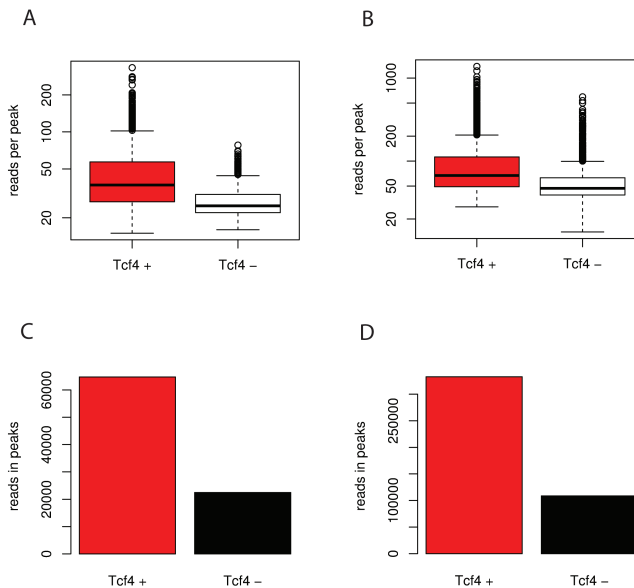 A
B
reads per peak
200
100
50
20
Tcf4 +
Tcf4 –
reads per peak
1000
200
50
20
Tcf4 +
Tcf4 –
C
D
reads in peaks
60000
40000
20000
0
Tcf4 +
Tcf4 –
reads in peaks
250000
100000
0
Tcf4 +
Tcf4 –